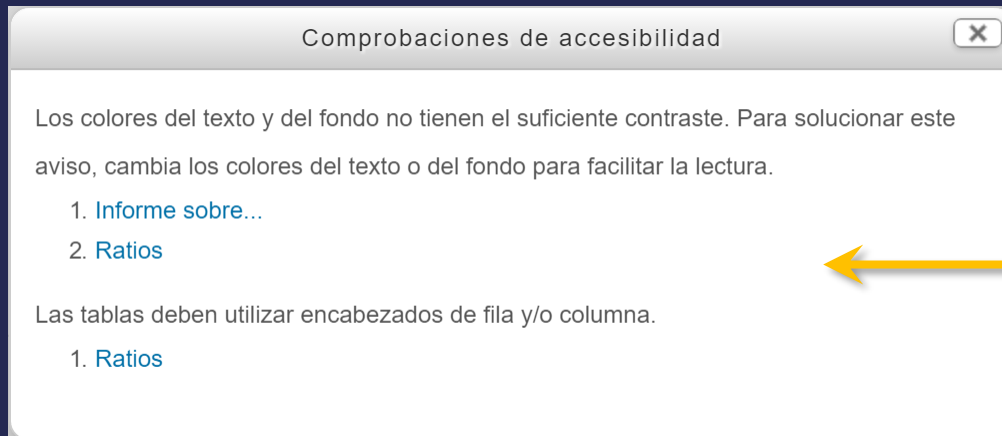 Comprobaciones de accesibilidad
Los colores del texto y del fondo no tienen el suficiente contraste. Para solucionar este
aviso, cambia los colores del texto o del fondo para facilitar la lectura.
1. Informe sobre...
2. Ratios
Las tablas deben utilizar encabezados de fila y/o columna.
1. Ratios